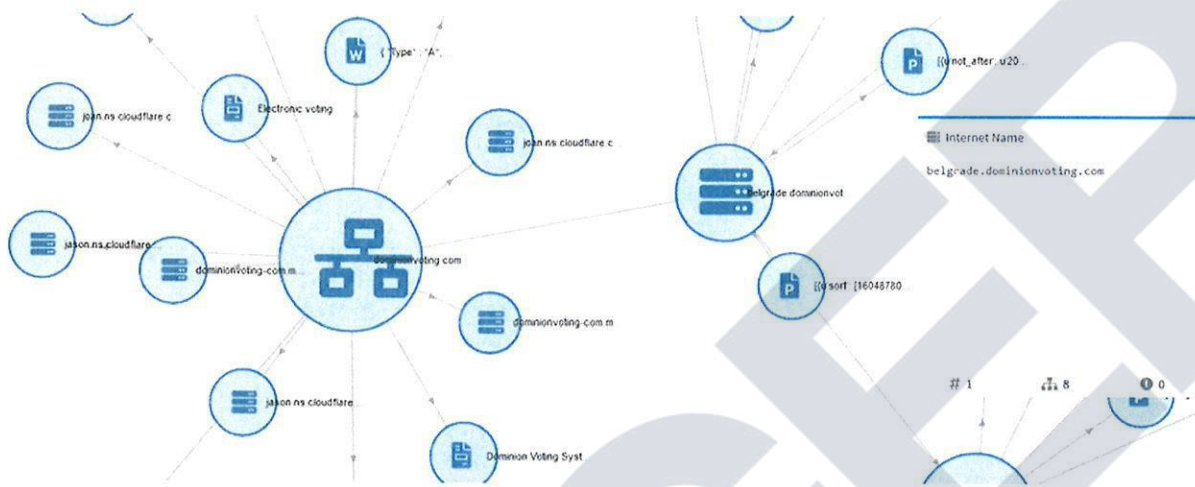 { "Type" : "A", ...
[{(u'not_after': u'20...
Electronic voting
joan.ns.cloudflare.c
joan.ns.cloudflare.c
Internet Name
belgrade.dominionvoting.com
belgrade.dominionvot
jason.ns.cloudflare...
dominionvoting.com
dominionvoting-com.m...
[{(u'sort': [16048780...
dominionvoting-com.m
# 1
8
0
jason.ns.cloudflare...
Dominion Voting Syst...
W
P
P